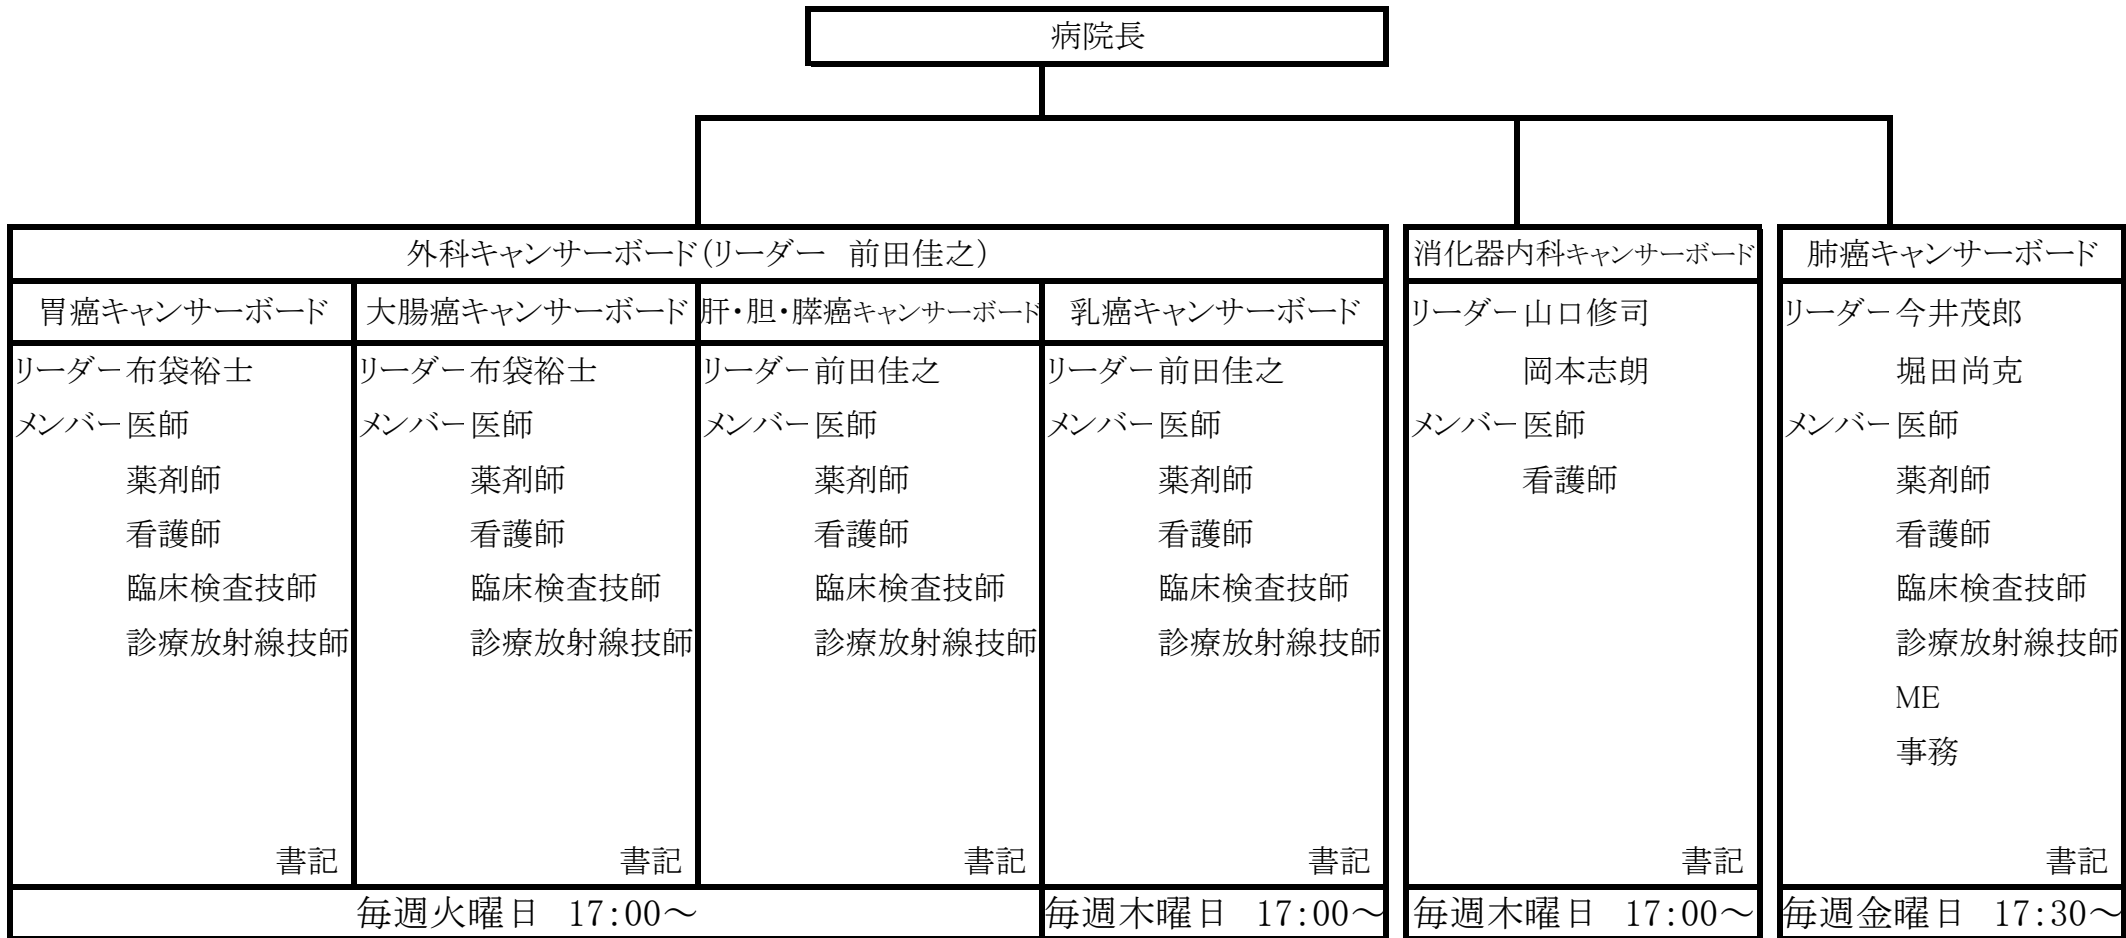 病院長
外科キャンサーボード(リーダー　前田佳之)
胃癌キャンサーボード
リーダー 布袋裕士
メンバー 医師
薬剤師
看護師
臨床検査技師
診療放射線技師
書記
大腸癌キャンサーボード
リーダー 布袋裕士
メンバー 医師
薬剤師
看護師
臨床検査技師
診療放射線技師
書記
肝・胆・膵癌キャンサーボード
リーダー 前田佳之
メンバー 医師
薬剤師
看護師
臨床検査技師
診療放射線技師
書記
毎週火曜日　17:00～
乳癌キャンサーボード
リーダー 前田佳之
メンバー 医師
薬剤師
看護師
臨床検査技師
診療放射線技師
書記
毎週木曜日　17:00～
消化器内科キャンサーボード
リーダー 山口修司
岡本志朗
メンバー 医師
看護師
書記
毎週木曜日　17:00～
肺癌キャンサーボード
リーダー 今井茂郎
堀田尚克
メンバー 医師
薬剤師
看護師
臨床検査技師
診療放射線技師
ME
事務
書記
毎週金曜日　17:30～